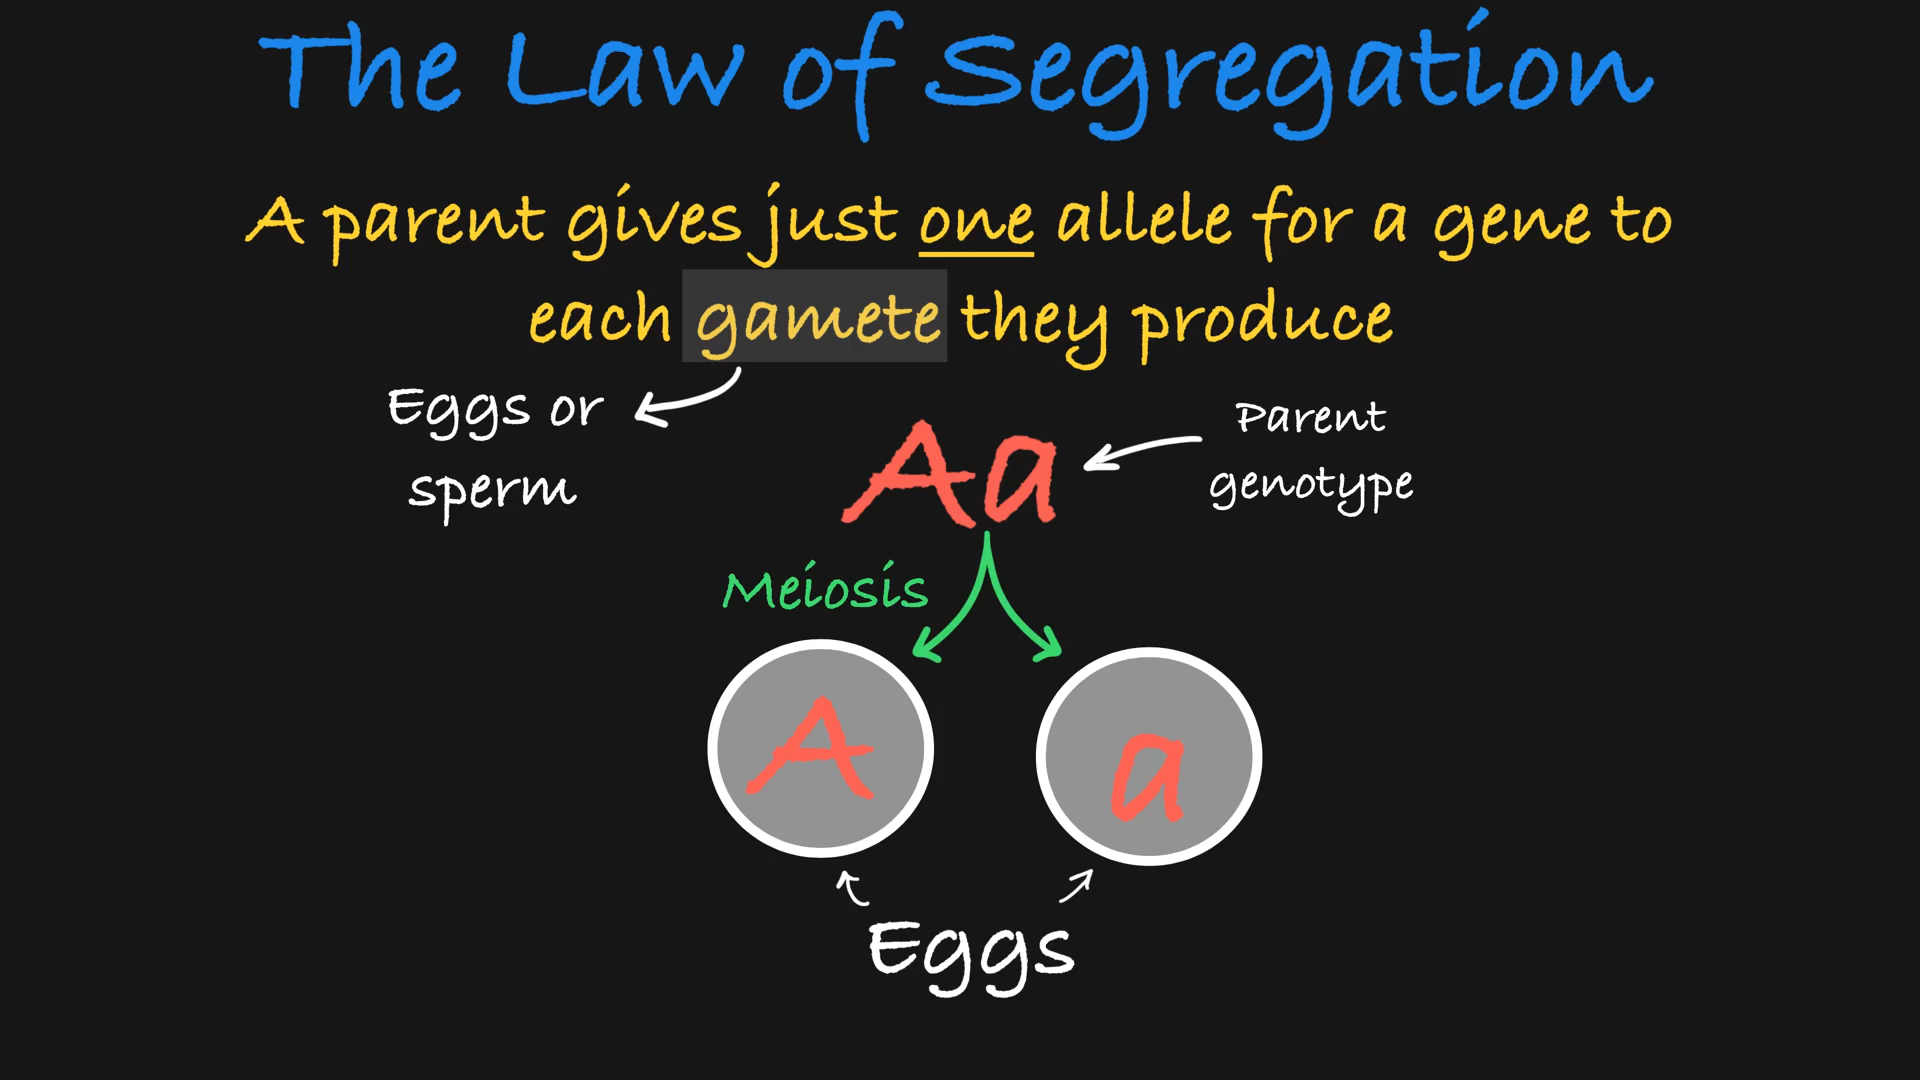 The Law of Segregation
A parent gives just one allele for a gene to
each gamete they produce
Eggs or
sperm
Aa
Parent
genotype
Meiosis
A
a
Eggs